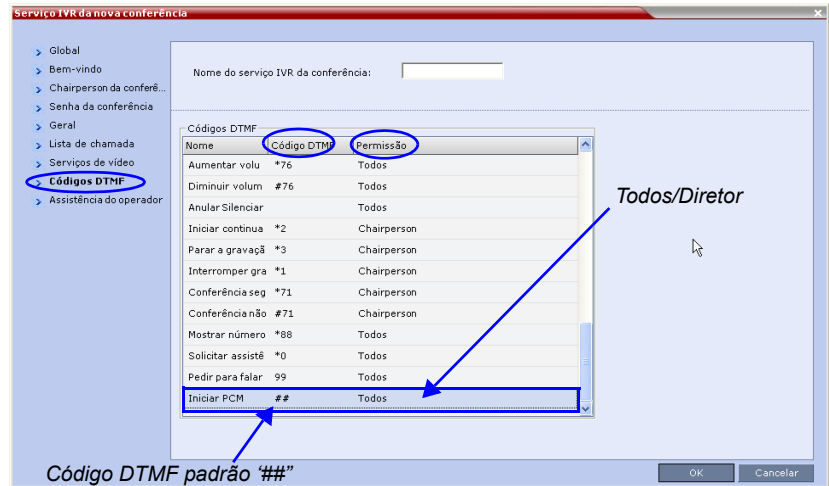 Serviço IVR da nova conferência
Global
Bem-vindo
Chairperson da conferê...
Senha da conferência
Geral
Lista de chamada
Serviços de vídeo
Códigos DTMF
Assistência do operador
Nome do serviço IVR da conferência:
Códigos DTMF
Nome Código DTMF Permissão
Aumentar volu *76 Todos
Diminuir volum #76 Todos
Anular Silenciar Todos
Iniciar continua *2 Chairperson
Parar a gravaçã *3 Chairperson
Interromper gra *1 Chairperson
Conferência seg *71 Chairperson
Conferência não #71 Chairperson
Mostrar número *88 Todos
Solicitar assistê *0 Todos
Pedir para falar 99 Todos
Iniciar PCM ## Todos
Todos/Diretor
Código DTMF padrão ‘##”
OK Cancelar